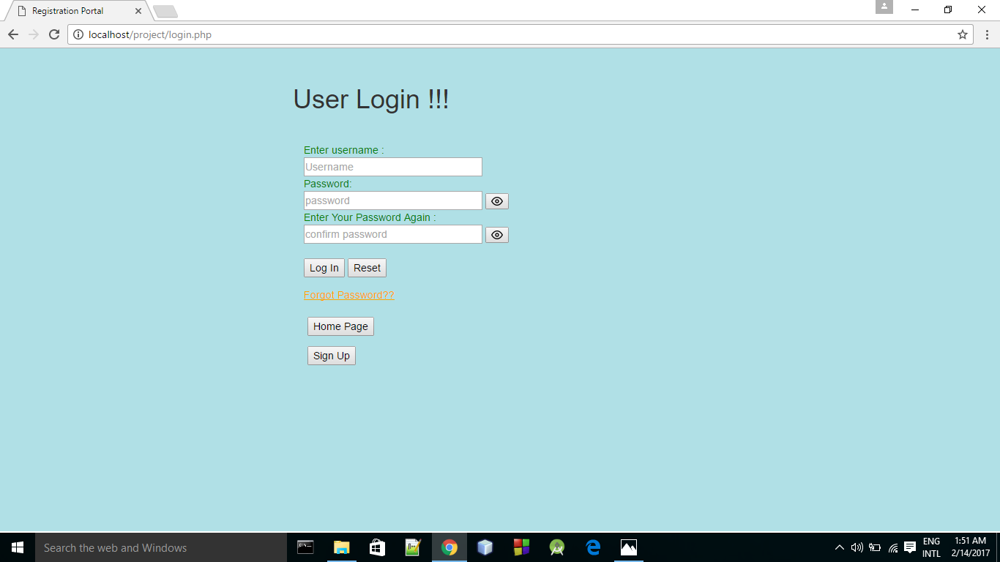 Registration Portal
localhost/project/login.php
User Login !!!
Enter username :
Username
Password:
password
Enter Your Password Again :
confirm password
Log In Reset
Forgot Password??
Home Page
Sign Up
Search the web and Windows
ENG
INTL
1:51 AM
2/14/2017